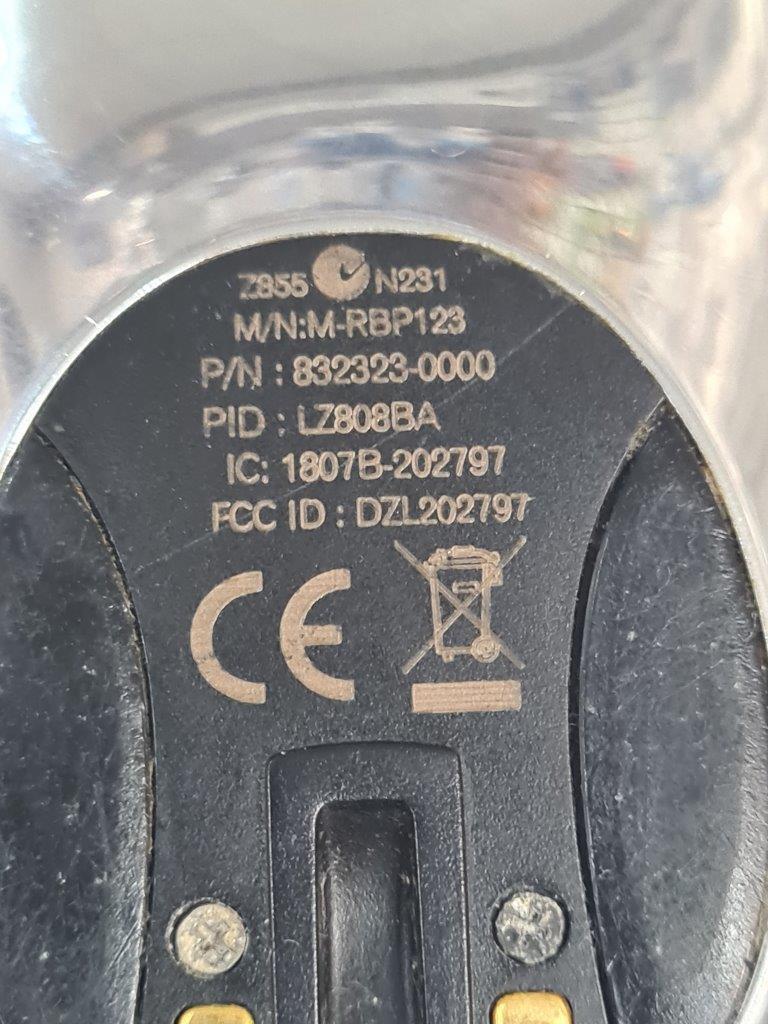 Z855 N231
M/N:M-RBP123
P/N : 832323-0000
PID : LZ808BA
IC: 1807B-202797
FCC ID : DZL202797
CE